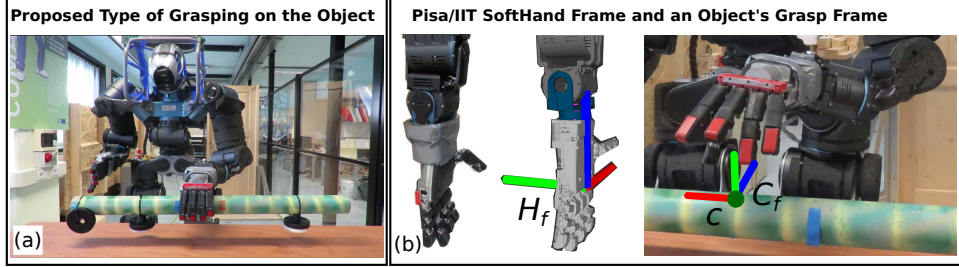 Proposed Type of Grasping on the Object
(a)
Pisa/IIT SoftHand Frame and an Object's Grasp Frame
(b)
H_f
c
C_f